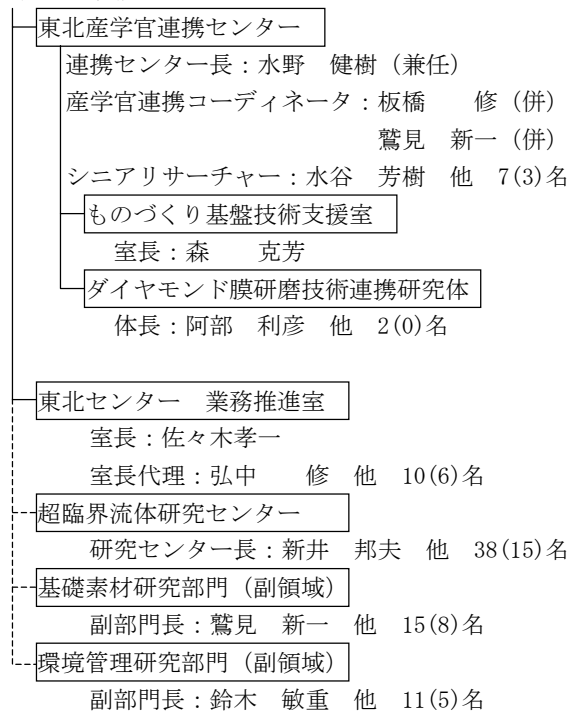 東北産学官連携センター
連携センター長：水野　健樹（兼任）
産学官連携コーディネータ：板橋　　修（併）
鷲見　新一（併）
シニアリサーチャー：水谷　芳樹　他　7(3)名
ものづくり基盤技術支援室
室長：森　　克芳
ダイヤモンド膜研磨技術連携研究体
体長：阿部　利彦　他　2(0)名
東北センター　業務推進室
室長：佐々木孝一
室長代理：弘中　　修　他　10(6)名
超臨界流体研究センター
研究センター長：新井　邦夫　他　38(15)名
基礎素材研究部門（副領域）
副部門長：鷲見　新一　他　15(8)名
環境管理研究部門（副領域）
副部門長：鈴木　敏重　他　11(5)名